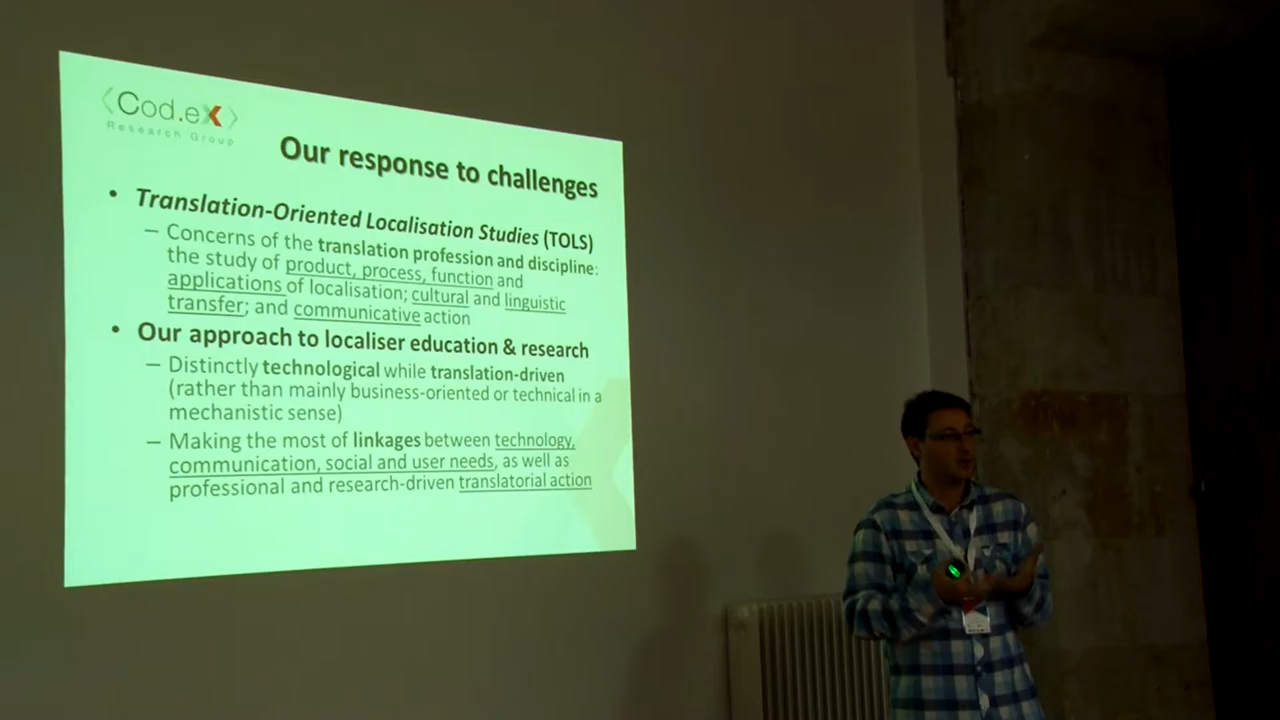 <Cod.eX>
Research Group
Our response to challenges
• Translation-Oriented Localisation Studies (TOLS)
– Concerns of the translation profession and discipline:
the study of product, process, function and
applications of localisation; cultural and linguistic
transfer; and communicative action
• Our approach to localiser education & research
– Distinctly technological while translation-driven
(rather than mainly business-oriented or technical in a
mechanistic sense)
– Making the most of linkages between technology,
communication, social and user needs, as well as
professional and research-driven translatorial action